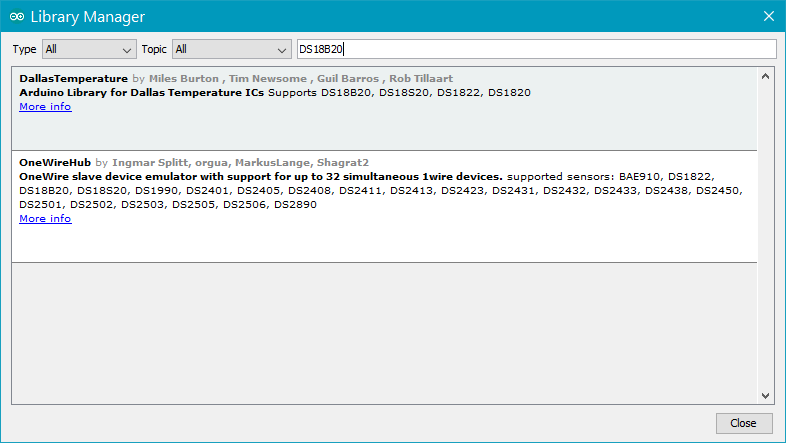 Library Manager
Type All Topic All DS18B20
DallasTemperature by Miles Burton , Tim Newsome , Guil Barros , Rob Tillaart
Arduino Library for Dallas Temperature ICs Supports DS18B20, DS18S20, DS1822, DS1820
More info
OneWireHub by Ingmar Splitt, orgua, MarkusLange, Shagrat2
OneWire slave device emulator with support for up to 32 simultaneous 1wire devices. supported sensors: BAE910, DS1822,
DS18B20, DS18S20, DS1990, DS2401, DS2405, DS2408, DS2411, DS2413, DS2423, DS2431, DS2432, DS2433, DS2438, DS2450,
DS2501, DS2502, DS2503, DS2505, DS2506, DS2890
More info
Close